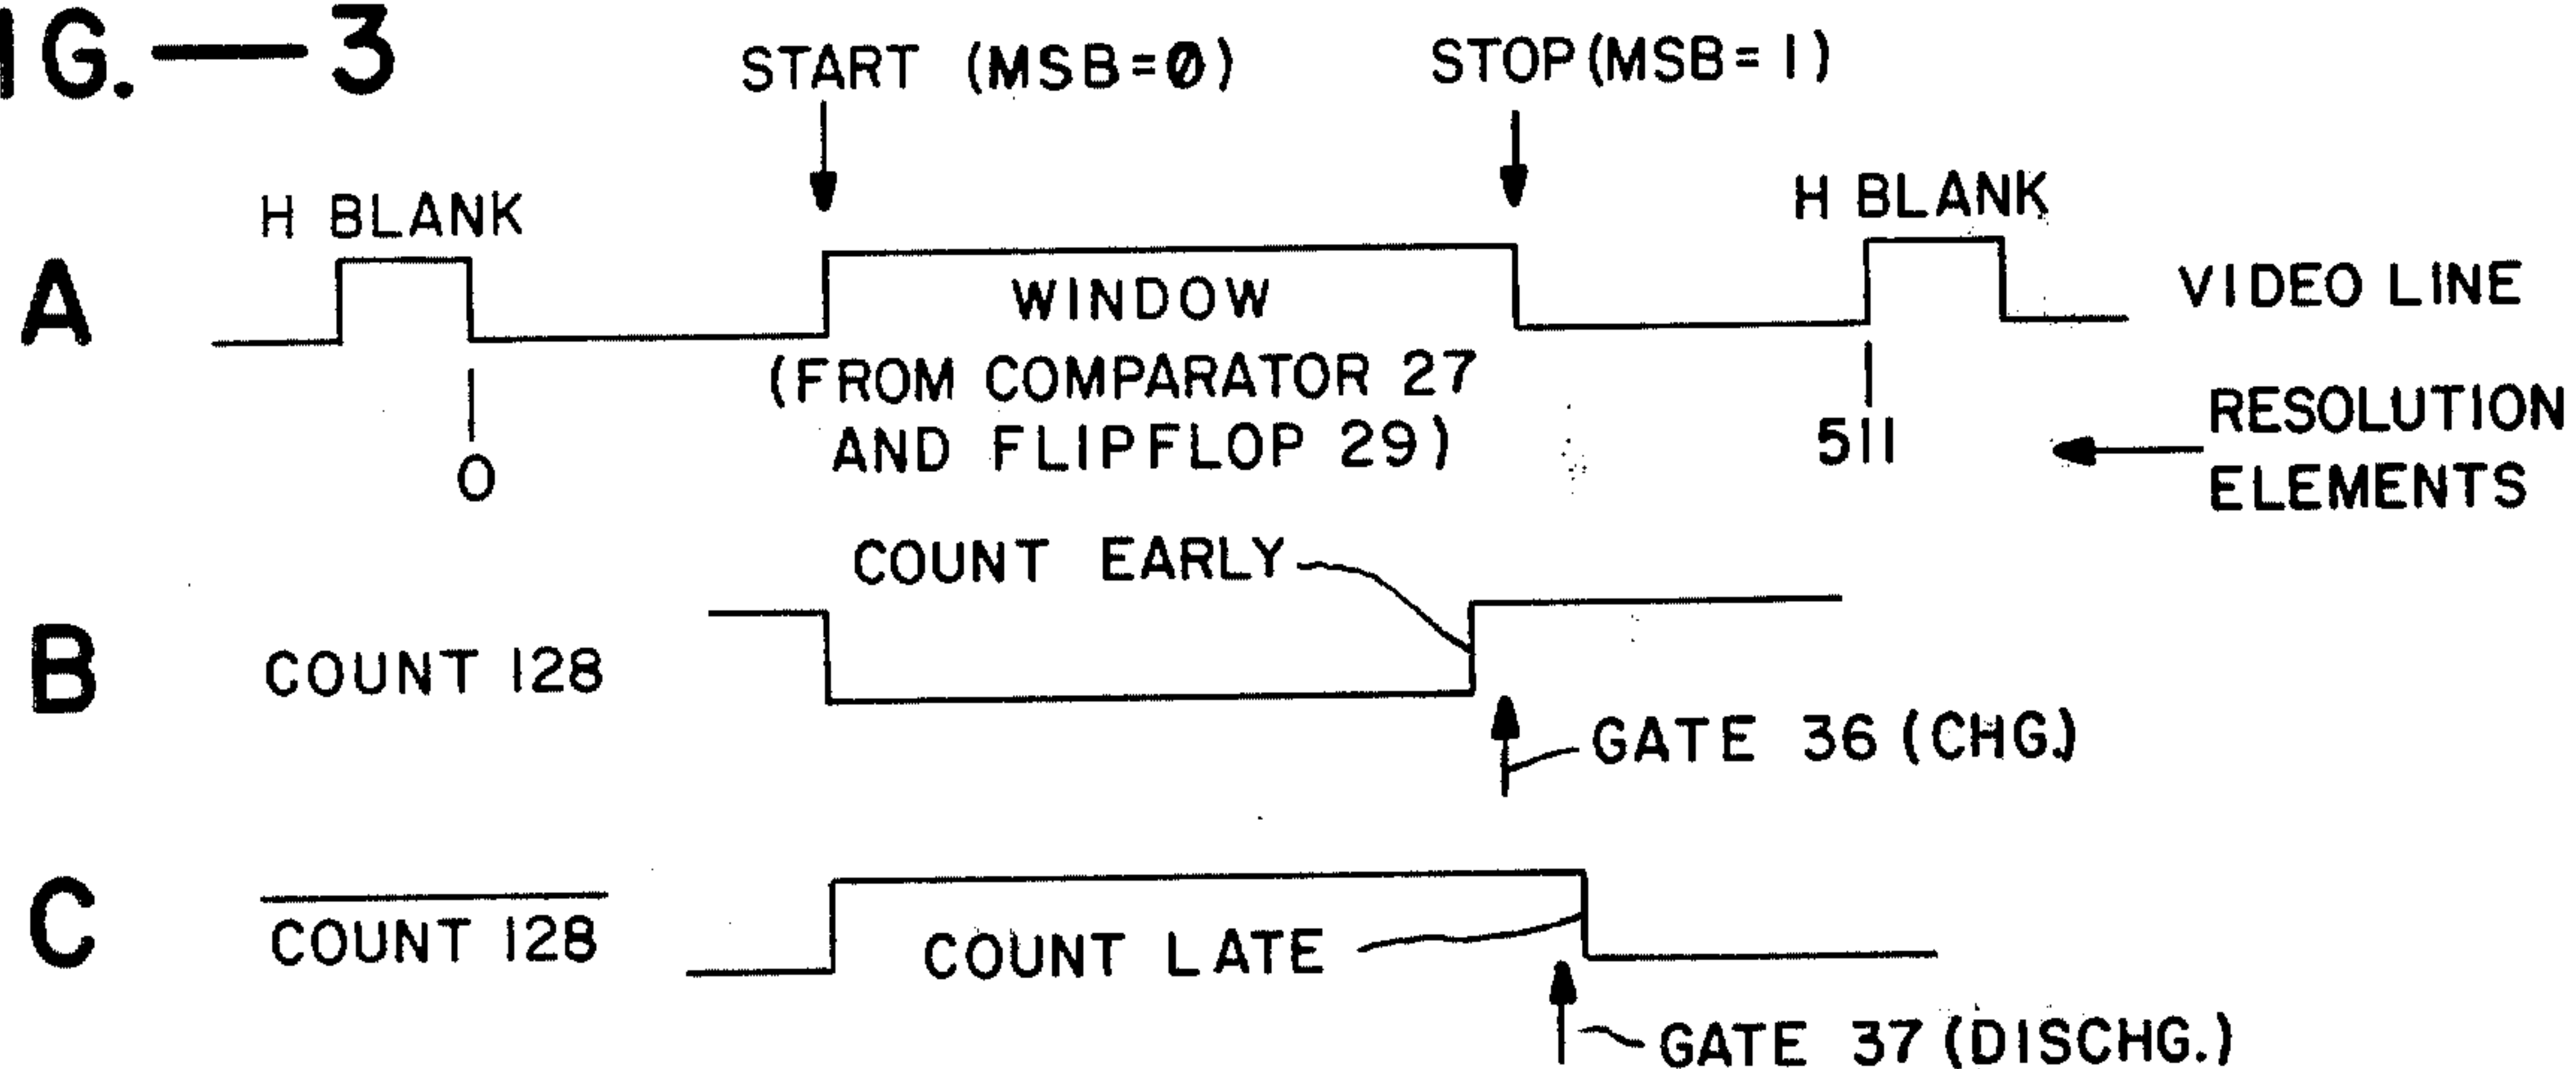 IG.—3
START (MSB=0)
STOP (MSB=1)
H BLANK
H BLANK
A
WINDOW
VIDEO LINE
(FROM COMPARATOR 27
AND FLIPFLOP 29)
0
511
RESOLUTION
ELEMENTS
COUNT EARLY
B
COUNT 128
GATE 36 (CHG.)
C
COUNT 128
COUNT LATE
GATE 37 (DISCHG.)